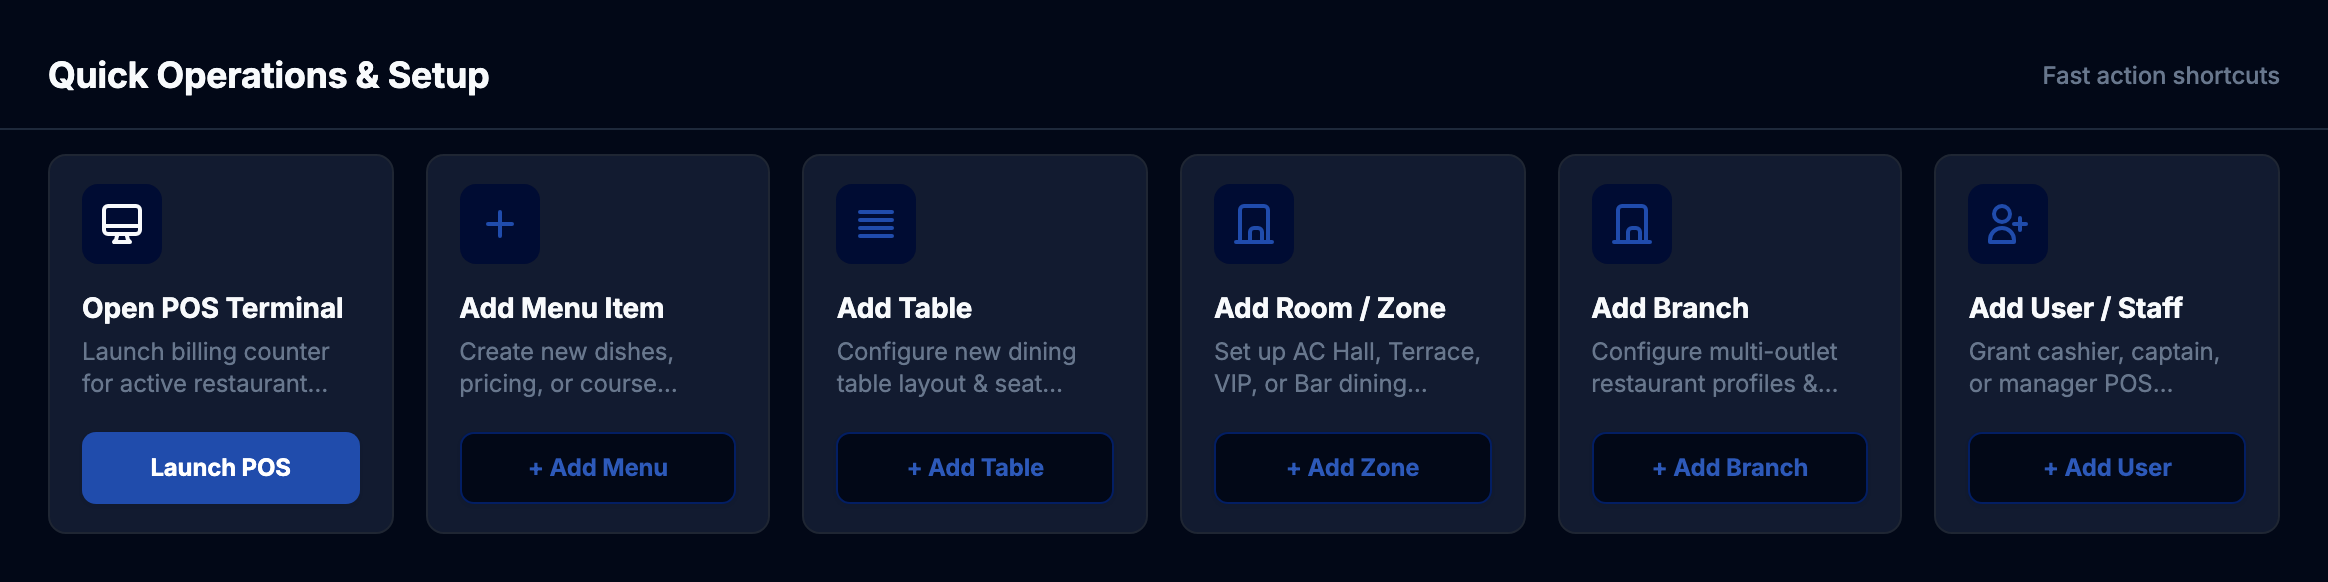 Quick Operations & Setup
Fast action shortcuts
Open POS Terminal
Launch billing counter
for active restaurant...
Launch POS
Add Menu Item
Create new dishes,
pricing, or course...
+ Add Menu
Add Table
Configure new dining
table layout & seat...
+ Add Table
Add Room / Zone
Set up AC Hall, Terrace,
VIP, or Bar dining...
+ Add Zone
Add Branch
Configure multi-outlet
restaurant profiles &...
+ Add Branch
Add User / Staff
Grant cashier, captain,
or manager POS...
+ Add User